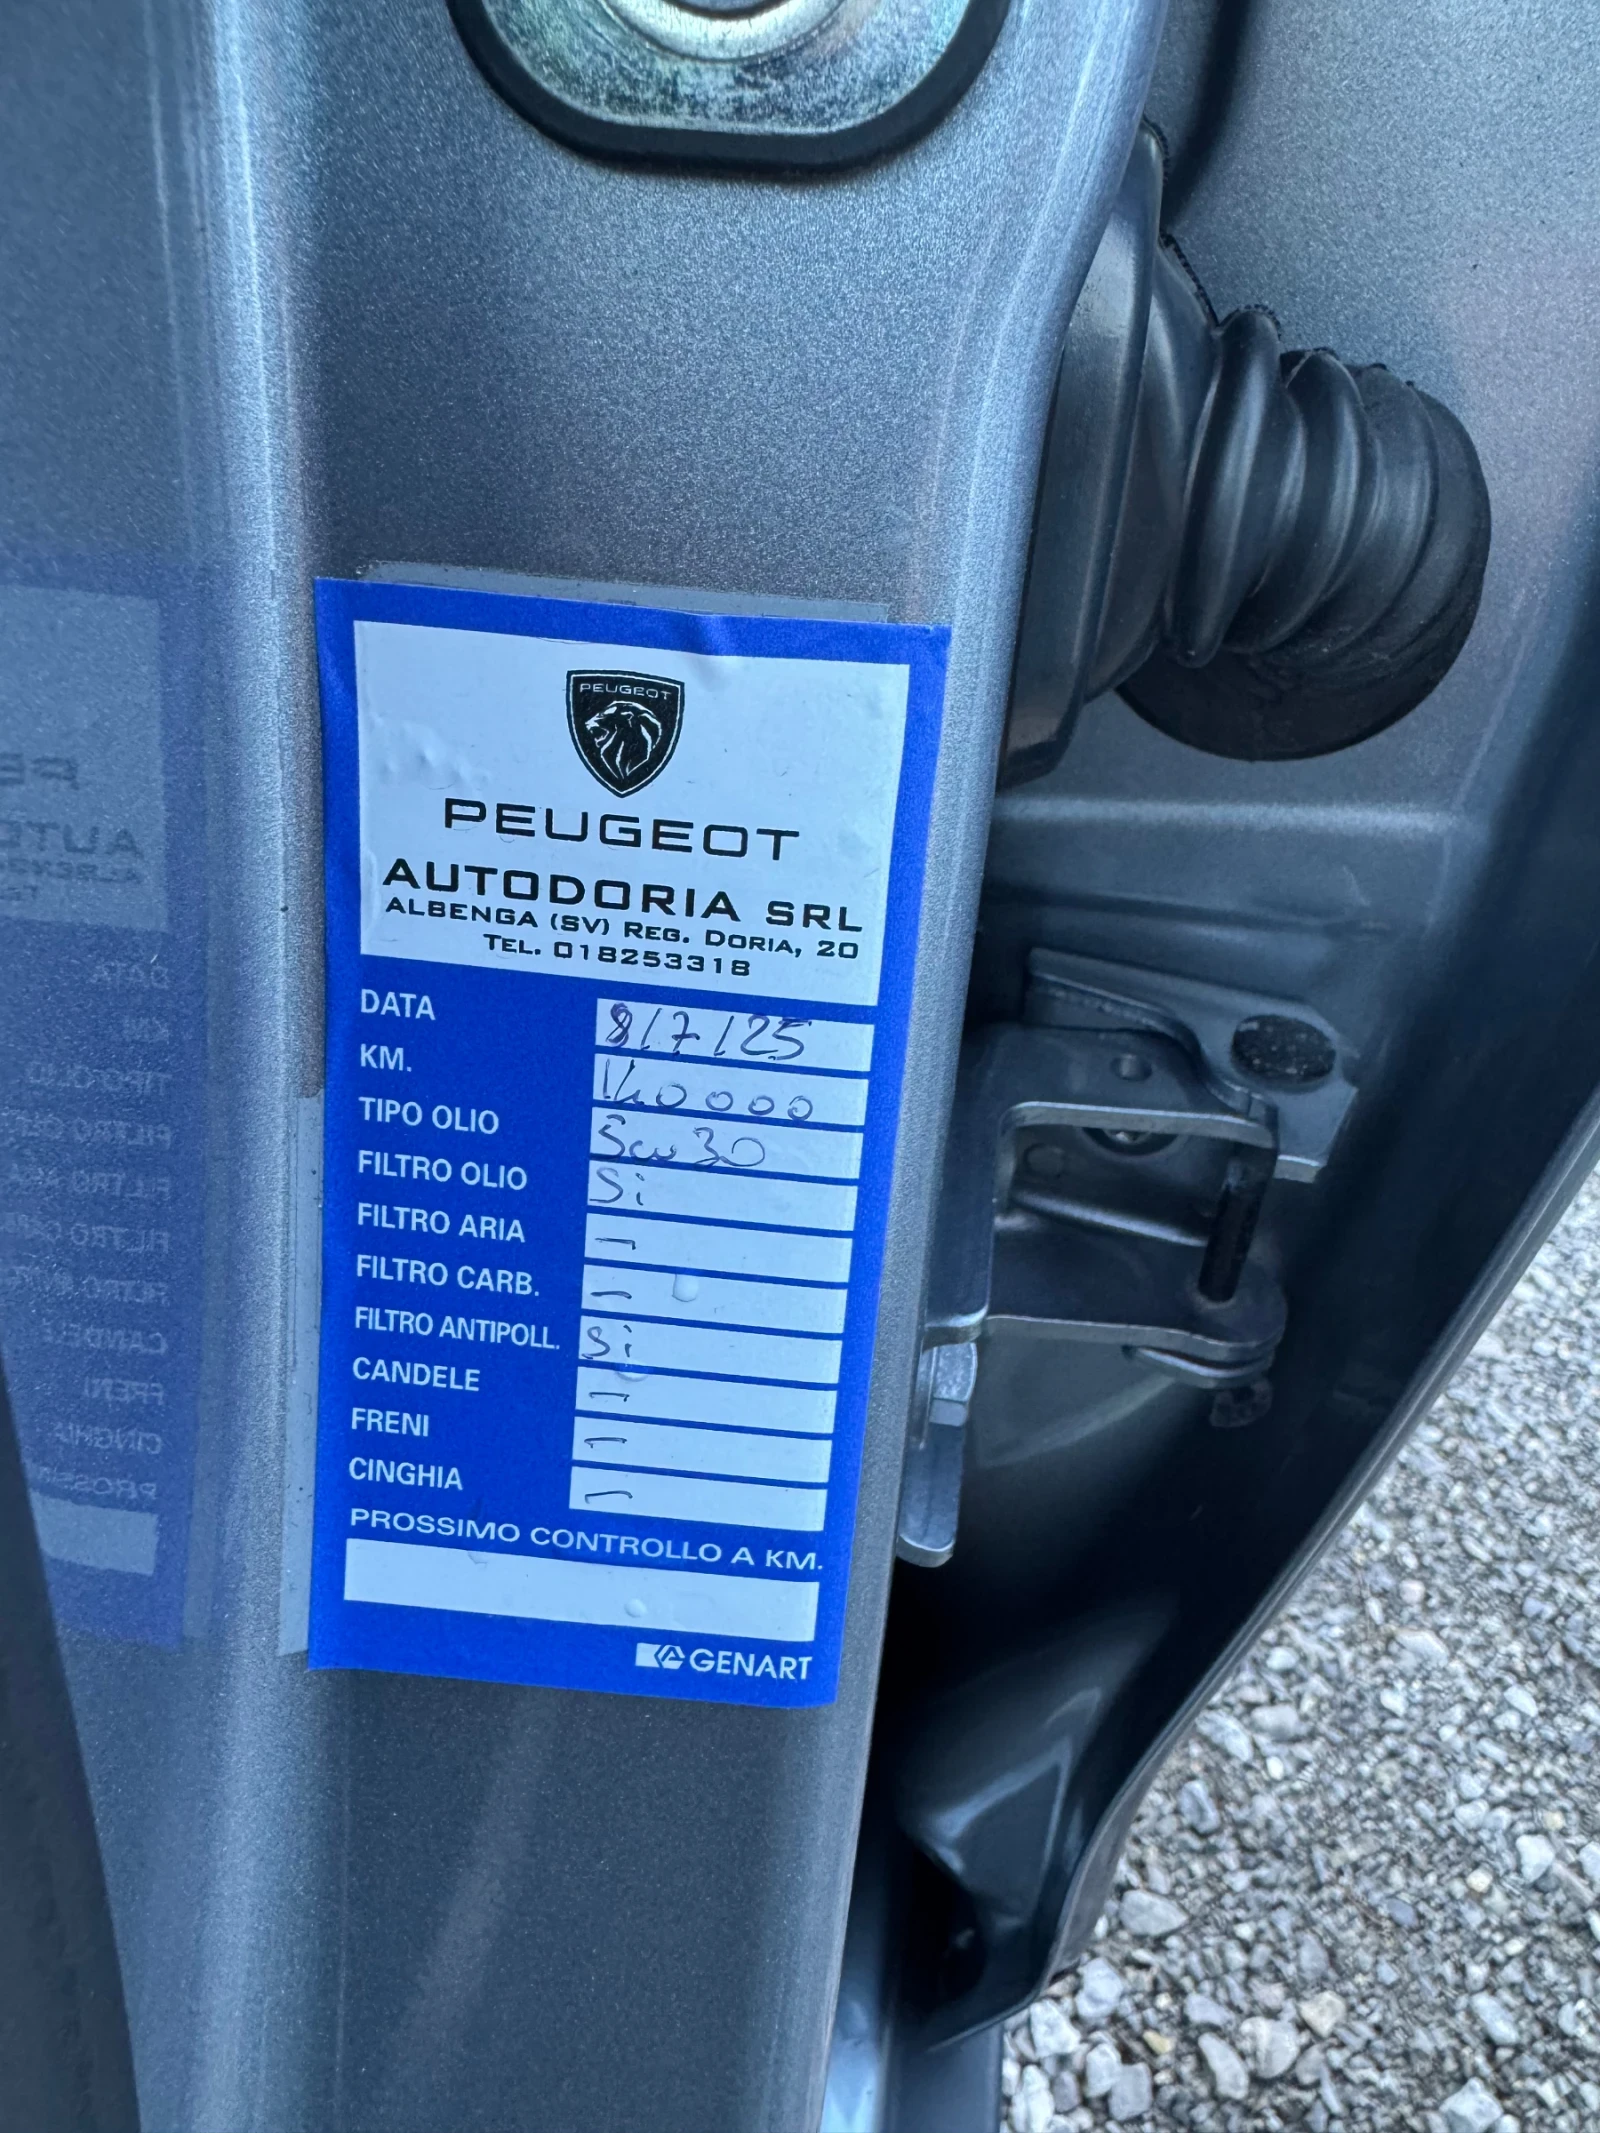 PEUGEOT
PEUGEOT
AUTODORIA SRL
ALBENGA (SV) REG. DORIA, 20
TEL. 018253318
DATA 8/7/25
KM. 140000
TIPO OLIO 5w30
FILTRO OLIO Si
FILTRO ARIA -
FILTRO CARB. -
FILTRO ANTIPOLL. Si
CANDELE -
FRENI -
CINGHIA -
PROSSIMO CONTROLLO A KM.
GENART